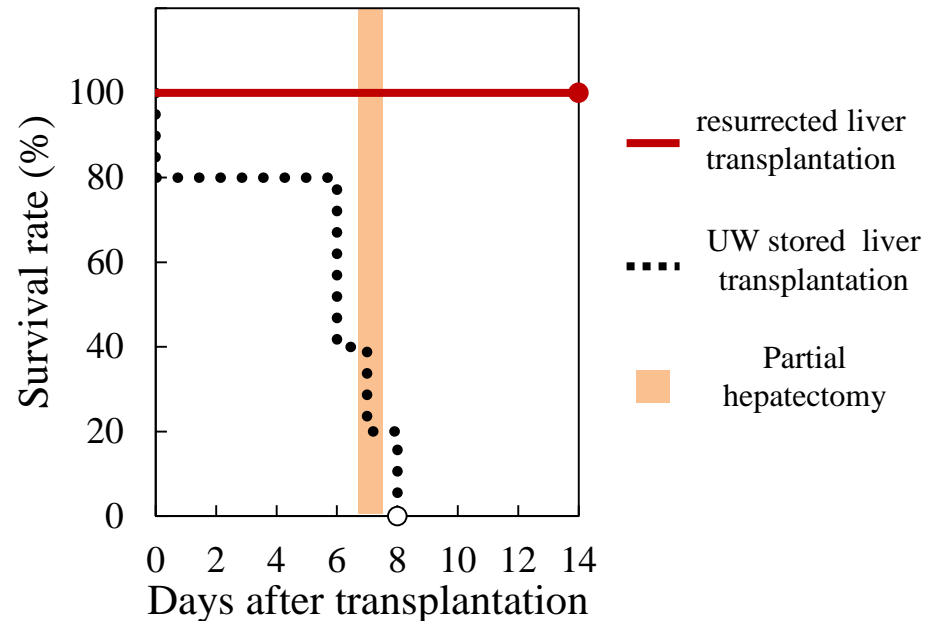 Survival rate (%)
100
80
60
40
20
0
0 2 4 6 8 10 12 14
Days after transplantation
resurrected liver
transplantation
UW stored liver
transplantation
Partial
hepatectomy